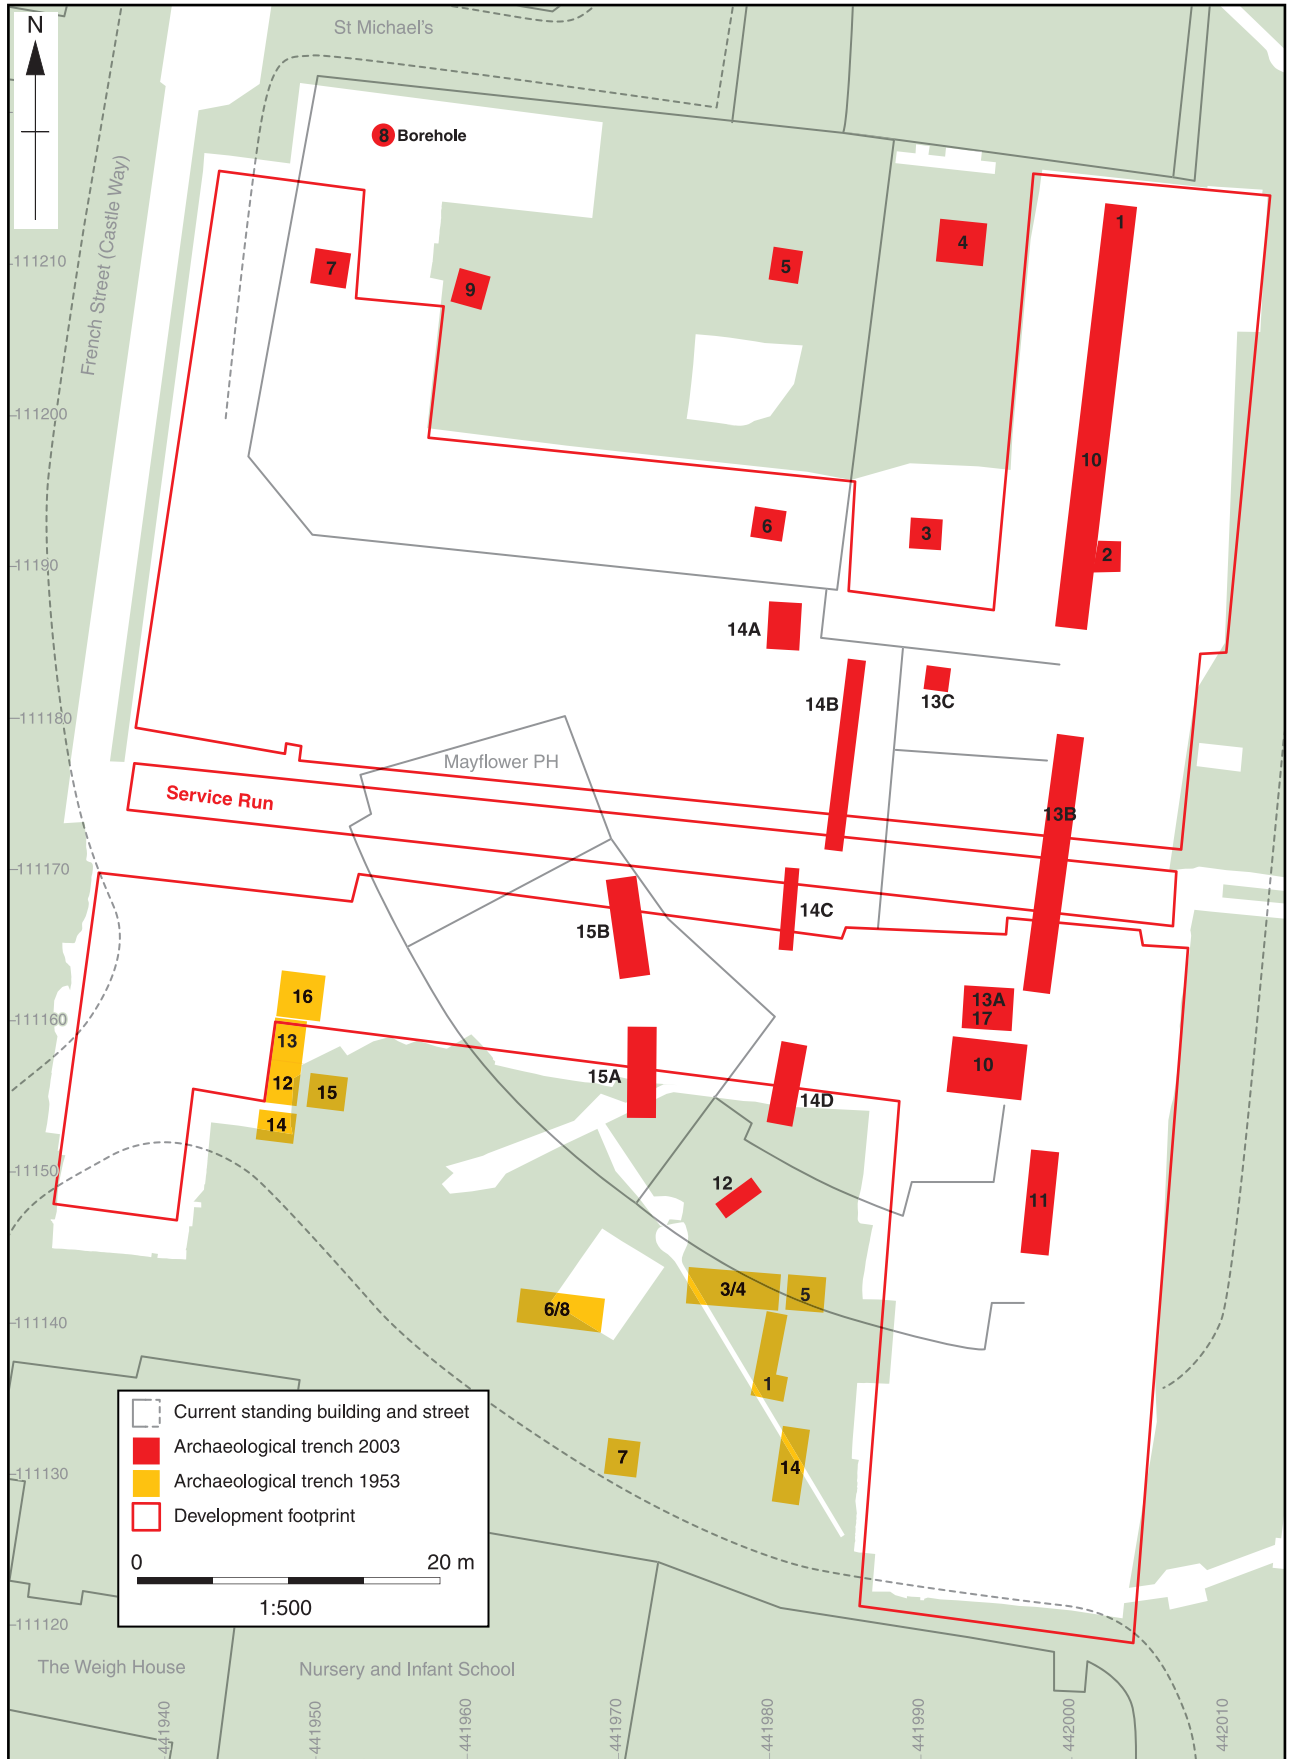 N
St Michael's
8 Borehole
French Street (Castle Way)
111210
111200
111190
111180
111170
111160
111150
111140
111130
111120
7
9
5
4
1
10
6
3
2
14A
14B
13C
Mayflower PH
Service Run
13B
14C
15B
16
13
12
15
14
13A
17
10
15A
14D
12
11
3/4
5
6/8
1
7
14
Current standing building and street
Archaeological trench 2003
Archaeological trench 1953
Development footprint
0 20 m
1:500
The Weigh House
Nursery and Infant School
441940
441950
441960
441970
441980
441990
442000
442010